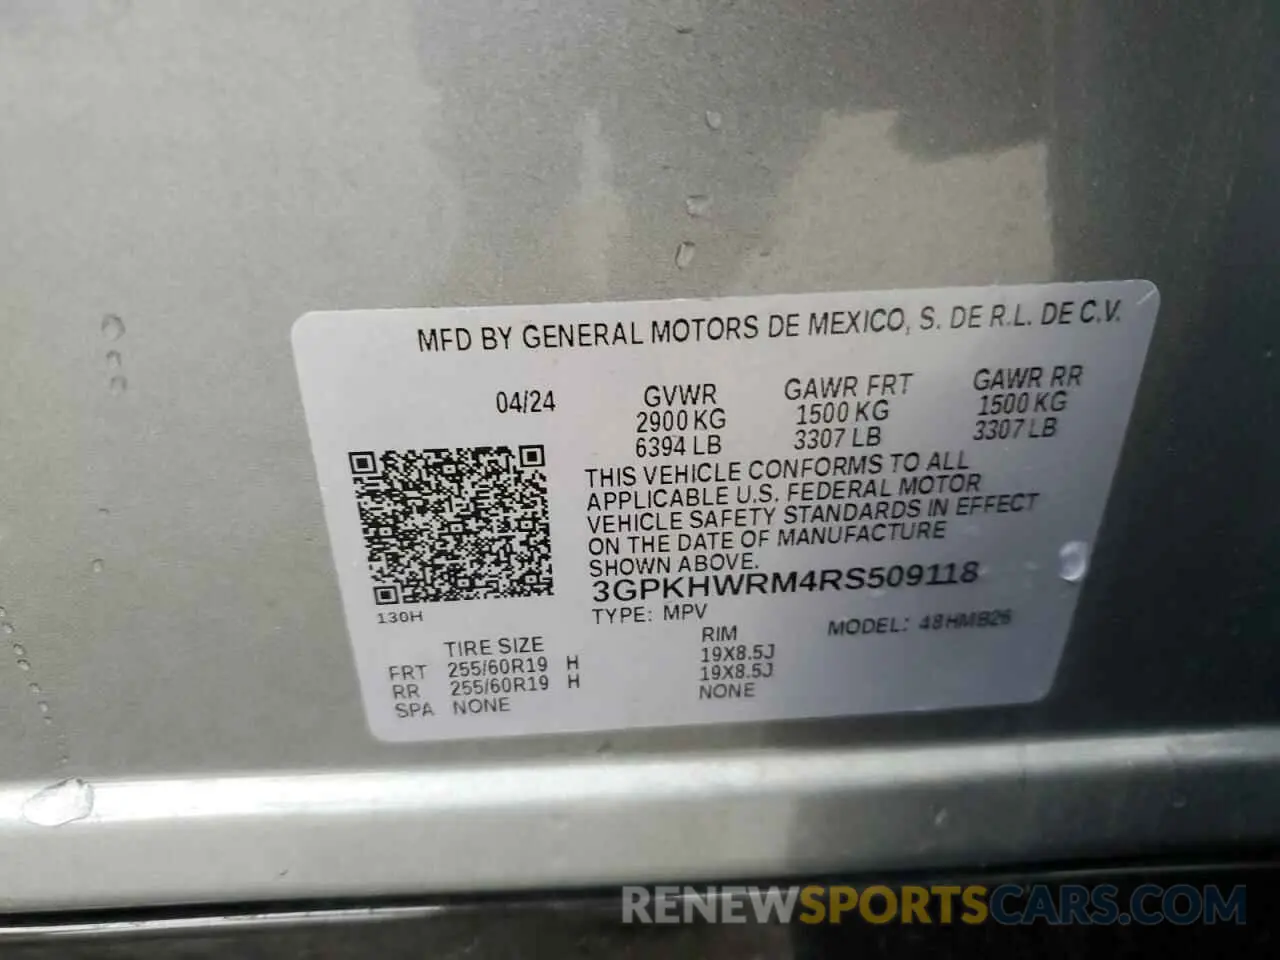 MFD BY GENERAL MOTORS DE MEXICO, S. DE R.L. DE C.V.
04/24 GVWR GAWR FRT GAWR RR
2900 KG 1500 KG 1500 KG
6394 LB 3307 LB 3307 LB
THIS VEHICLE CONFORMS TO ALL
APPLICABLE U.S. FEDERAL MOTOR
VEHICLE SAFETY STANDARDS IN EFFECT
ON THE DATE OF MANUFACTURE
SHOWN ABOVE.
3GPKHWRM4RS509118
130H
TYPE: MPV MODEL: 48HMB26
TIRE SIZE RIM
FRT 255/60R19 H 19X8.5J
RR 255/60R19 H 19X8.5J
SPA NONE NONE
RENEWSPORTSCARS.COM